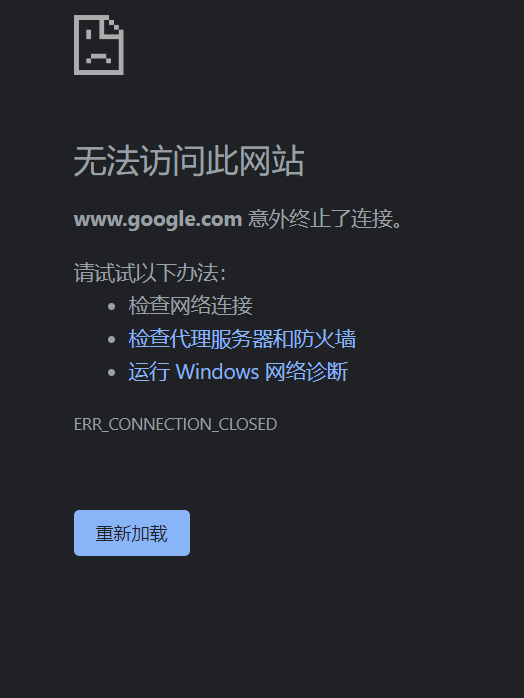 无法访问此网站
www.google.com 意外终止了连接。
请试试以下办法：
检查网络连接
检查代理服务器和防火墙
运行 Windows 网络诊断
ERR_CONNECTION_CLOSED
重新加载